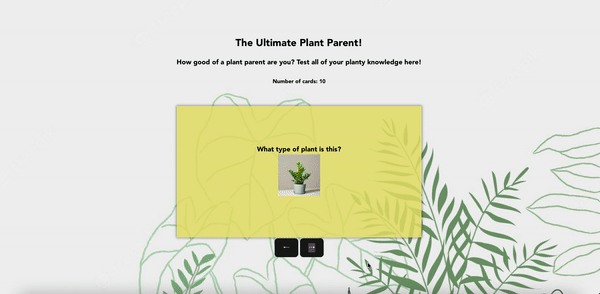 The Ultimate Plant Parent!
How good of a plant parent are you? Test all of your planty knowledge here!
Number of cards: 10
What type of plant is this?